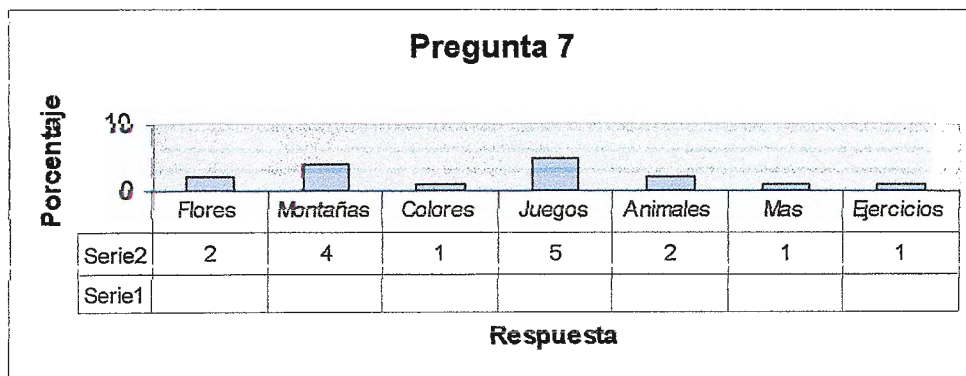 Pregunta 7
Porcentaje
10
0
Flores Montañas Colores Juegos Animales Mas Ejercicios
Serie2 2 4 1 5 2 1 1
Serie1
Respuesta